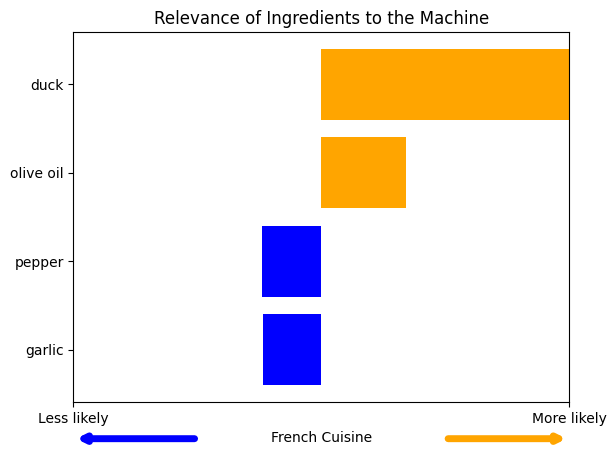 Relevance of Ingredients to the Machine
duck
olive oil
pepper
garlic
Less likely
More likely
French Cuisine